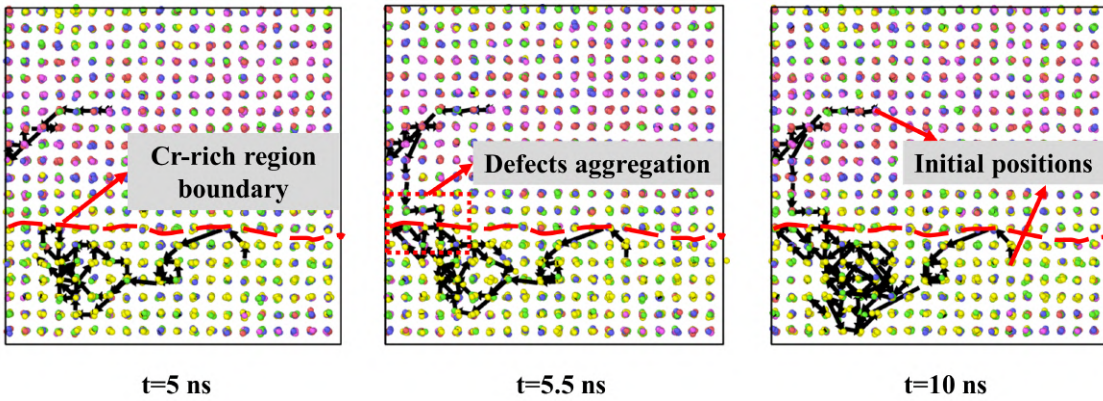 Cr-rich region
boundary
Defects aggregation
Initial positions
t=5 ns
t=5.5 ns
t=10 ns